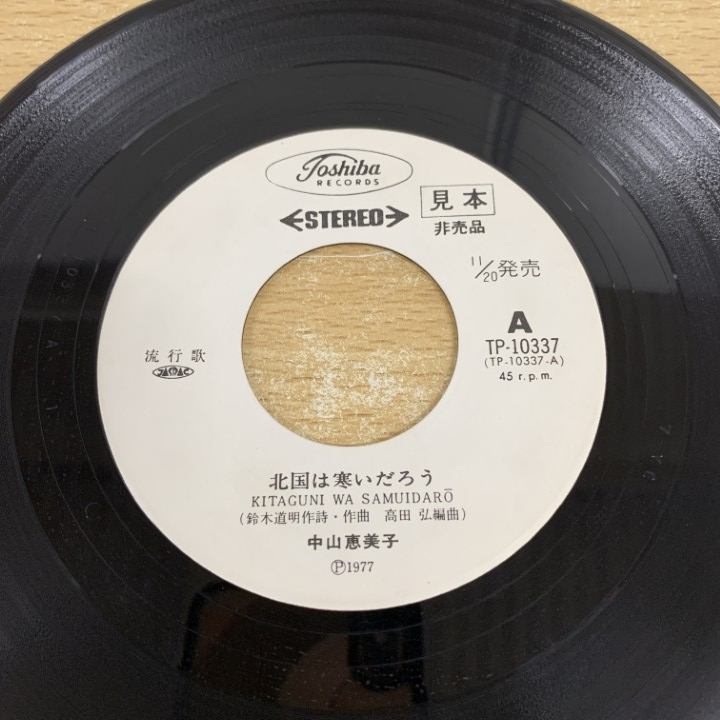 Toshiba
RECORDS
STEREO
見本
非売品
11/20発売
A
TP-10337
(TP-10337-A)
45 r.p.m.
流行歌
JASRAC
北国は寒いだろう
KITAGUNI WA SAMUIDARŌ
(鈴木道明作詩・作曲 高田 弘編曲)
中山恵美子
Ⓟ1977